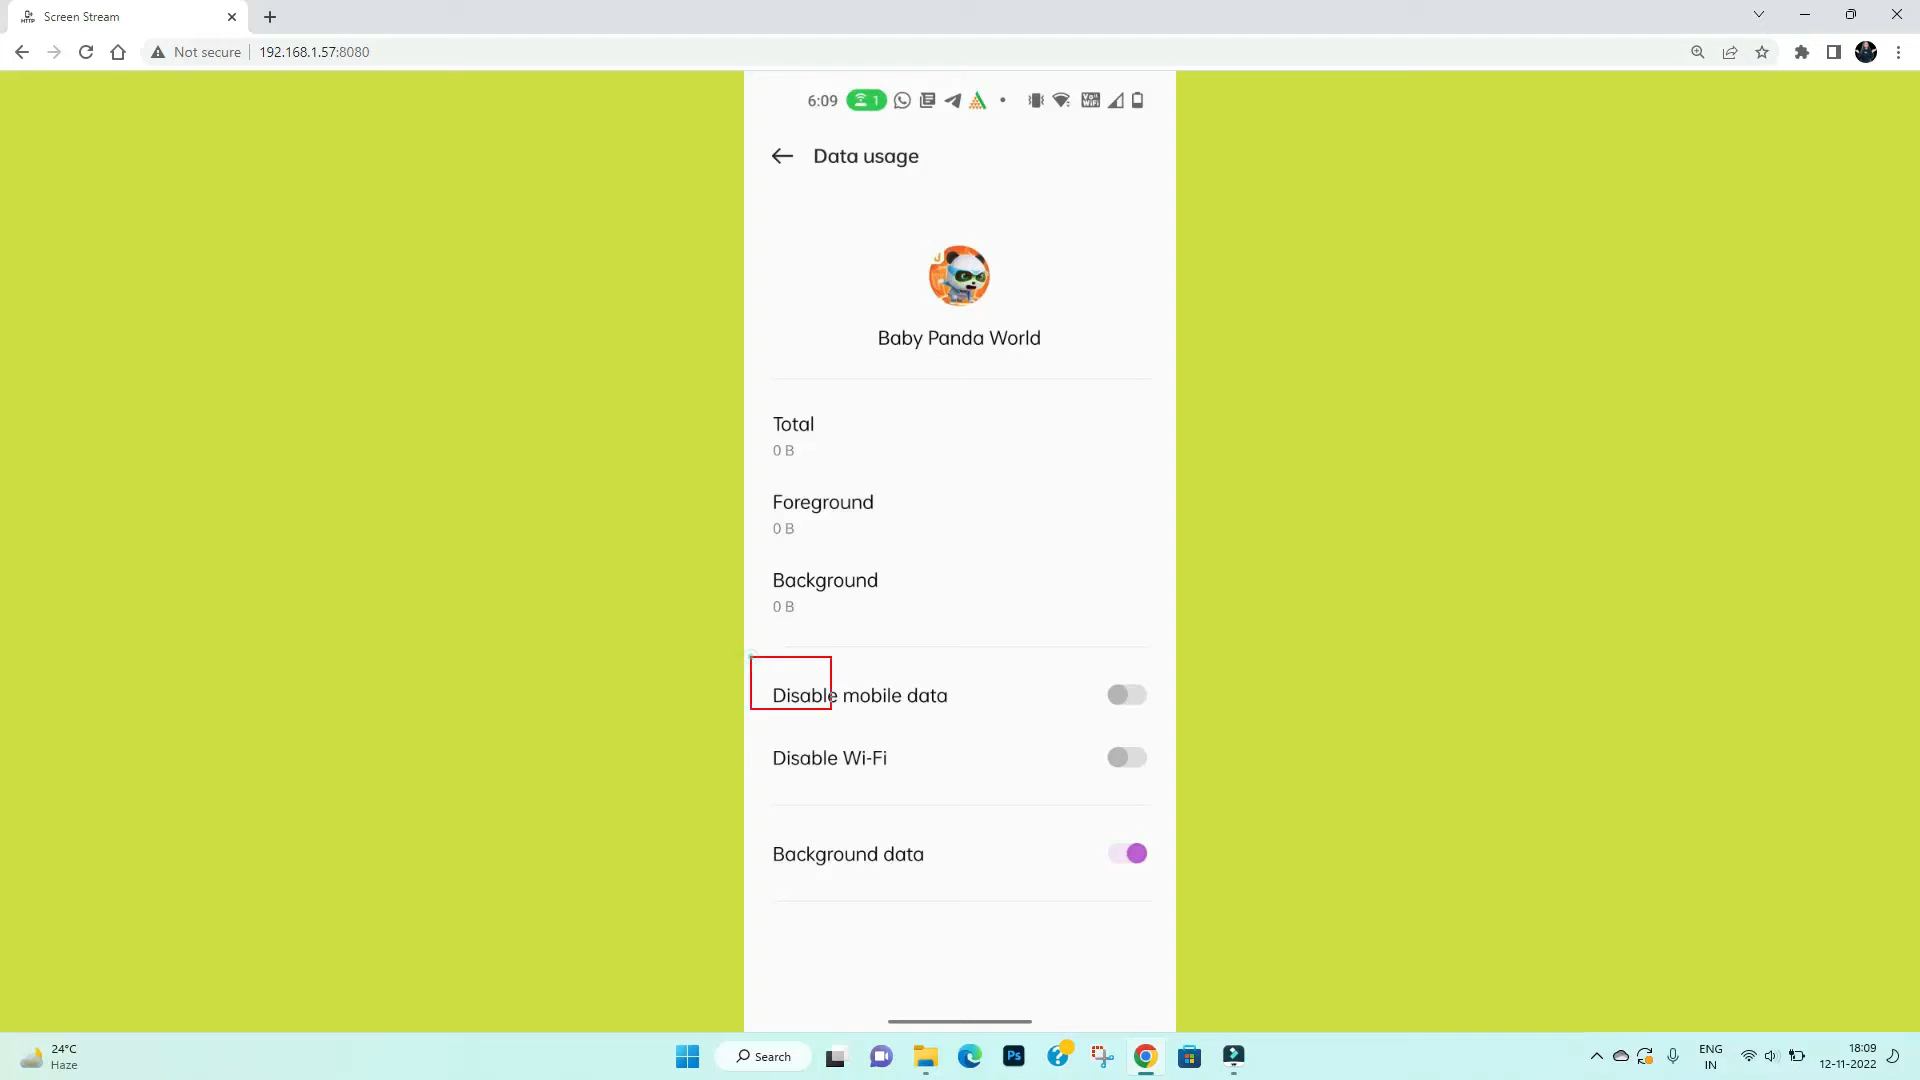 Screen Stream
Not secure
192.168.1.57:8080
6:09
1
Data usage
Baby Panda World
Total
0 B
Foreground
0 B
Background
0 B
Disable mobile data
Disable Wi-Fi
Background data
24°C
Haze
Search
Ps
ENG
IN
18:09
12-11-2022